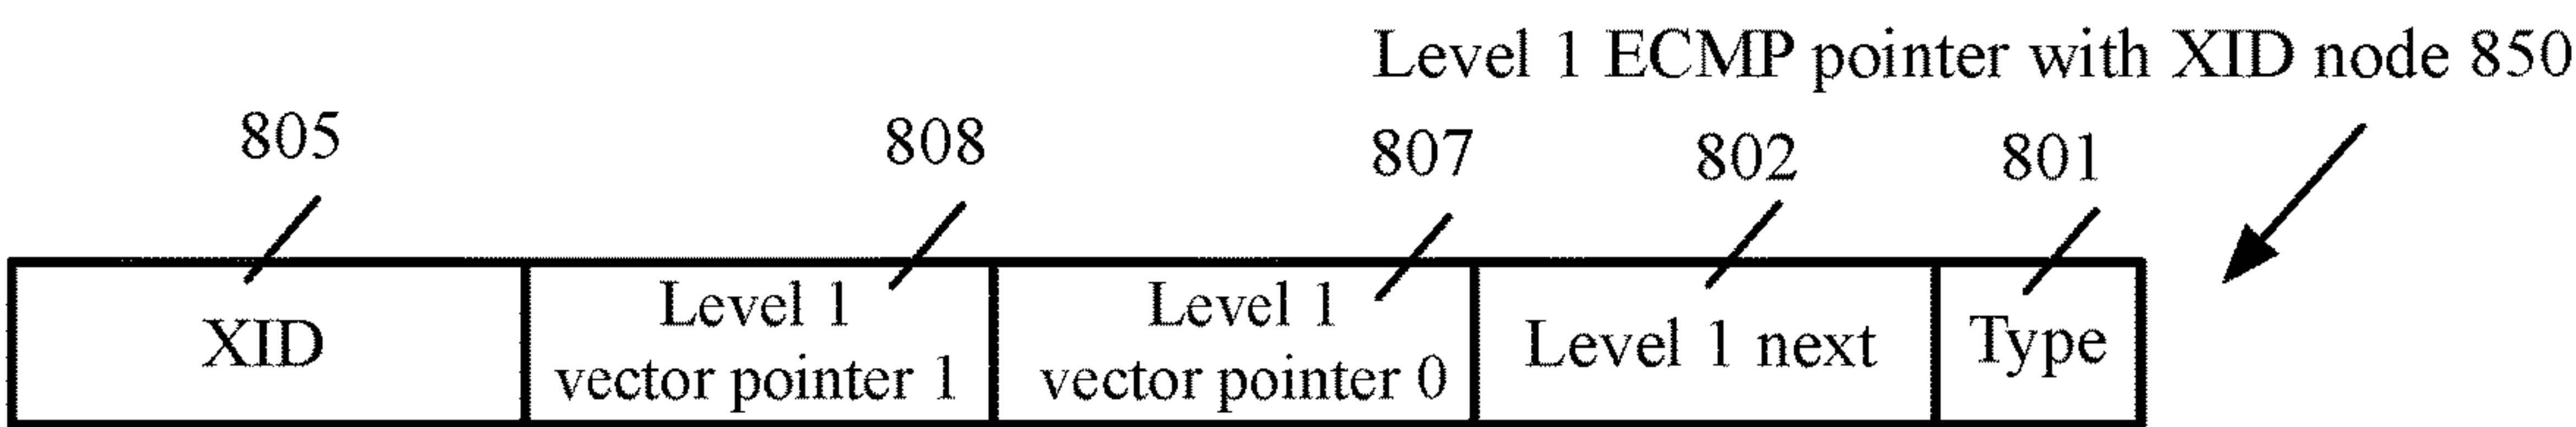 Level 1 ECMP pointer with XID node 850
805 808 807 802 801
XID
Level 1
vector pointer 1
Level 1
vector pointer 0
Level 1 next
Type